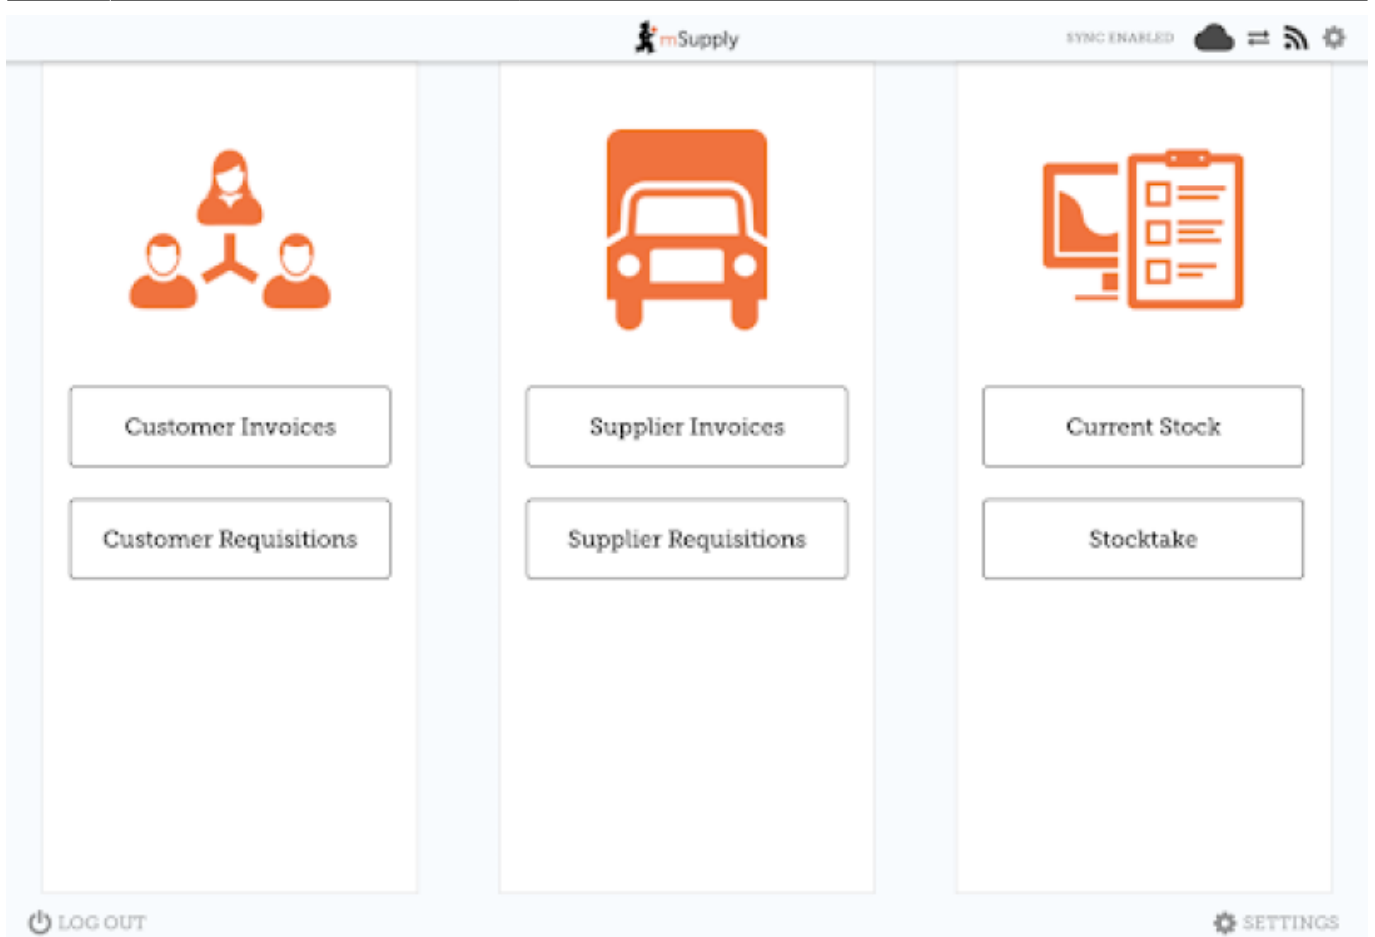 mSupply
SYNC ENABLED
Customer Invoices
Customer Requisitions
Supplier Invoices
Supplier Requisitions
Current Stock
Stocktake
LOG OUT
SETTINGS